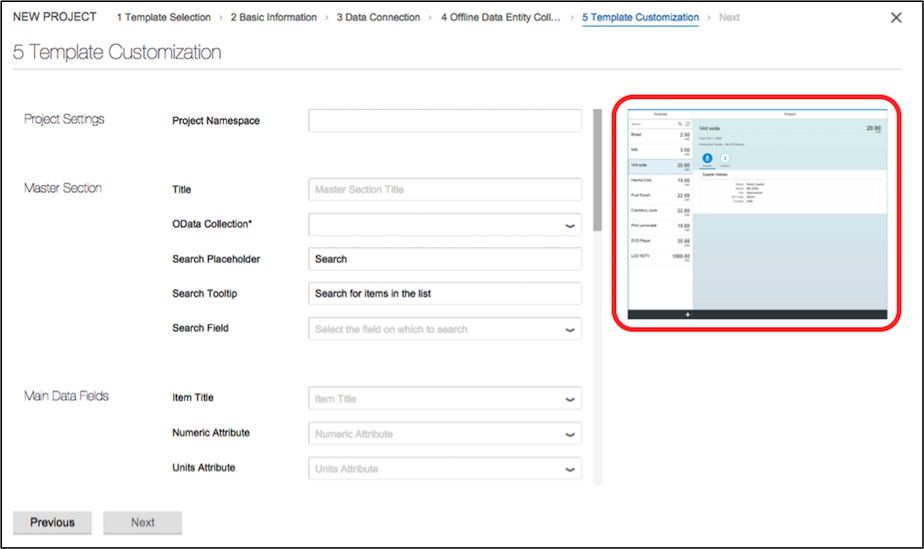 NEW PROJECT 1 Template Selection > 2 Basic Information > 3 Data Connection > 4 Offline Data Entity Coll... > 5 Template Customization > Next
5 Template Customization
Project Settings
Project Namespace
Master Section
Title
Master Section Title
OData Collection*
Search Placeholder
Search
Search Tooltip
Search for items in the list
Search Field
Select the field on which to search
Main Data Fields
Item Title
Item Title
Numeric Attribute
Numeric Attribute
Units Attribute
Units Attribute
Previous
Next
Products
Product
Search
Bread 2.50
Milk 3.50
Vint soda 20.90
Havina Cola 19.90
Fruit Punch 22.99
Cranberry Juice 22.80
Pink Lemonade 18.80
DVD Player 35.88
LCD HDTV 1088.80
Vint soda 20.90
Supplier Address